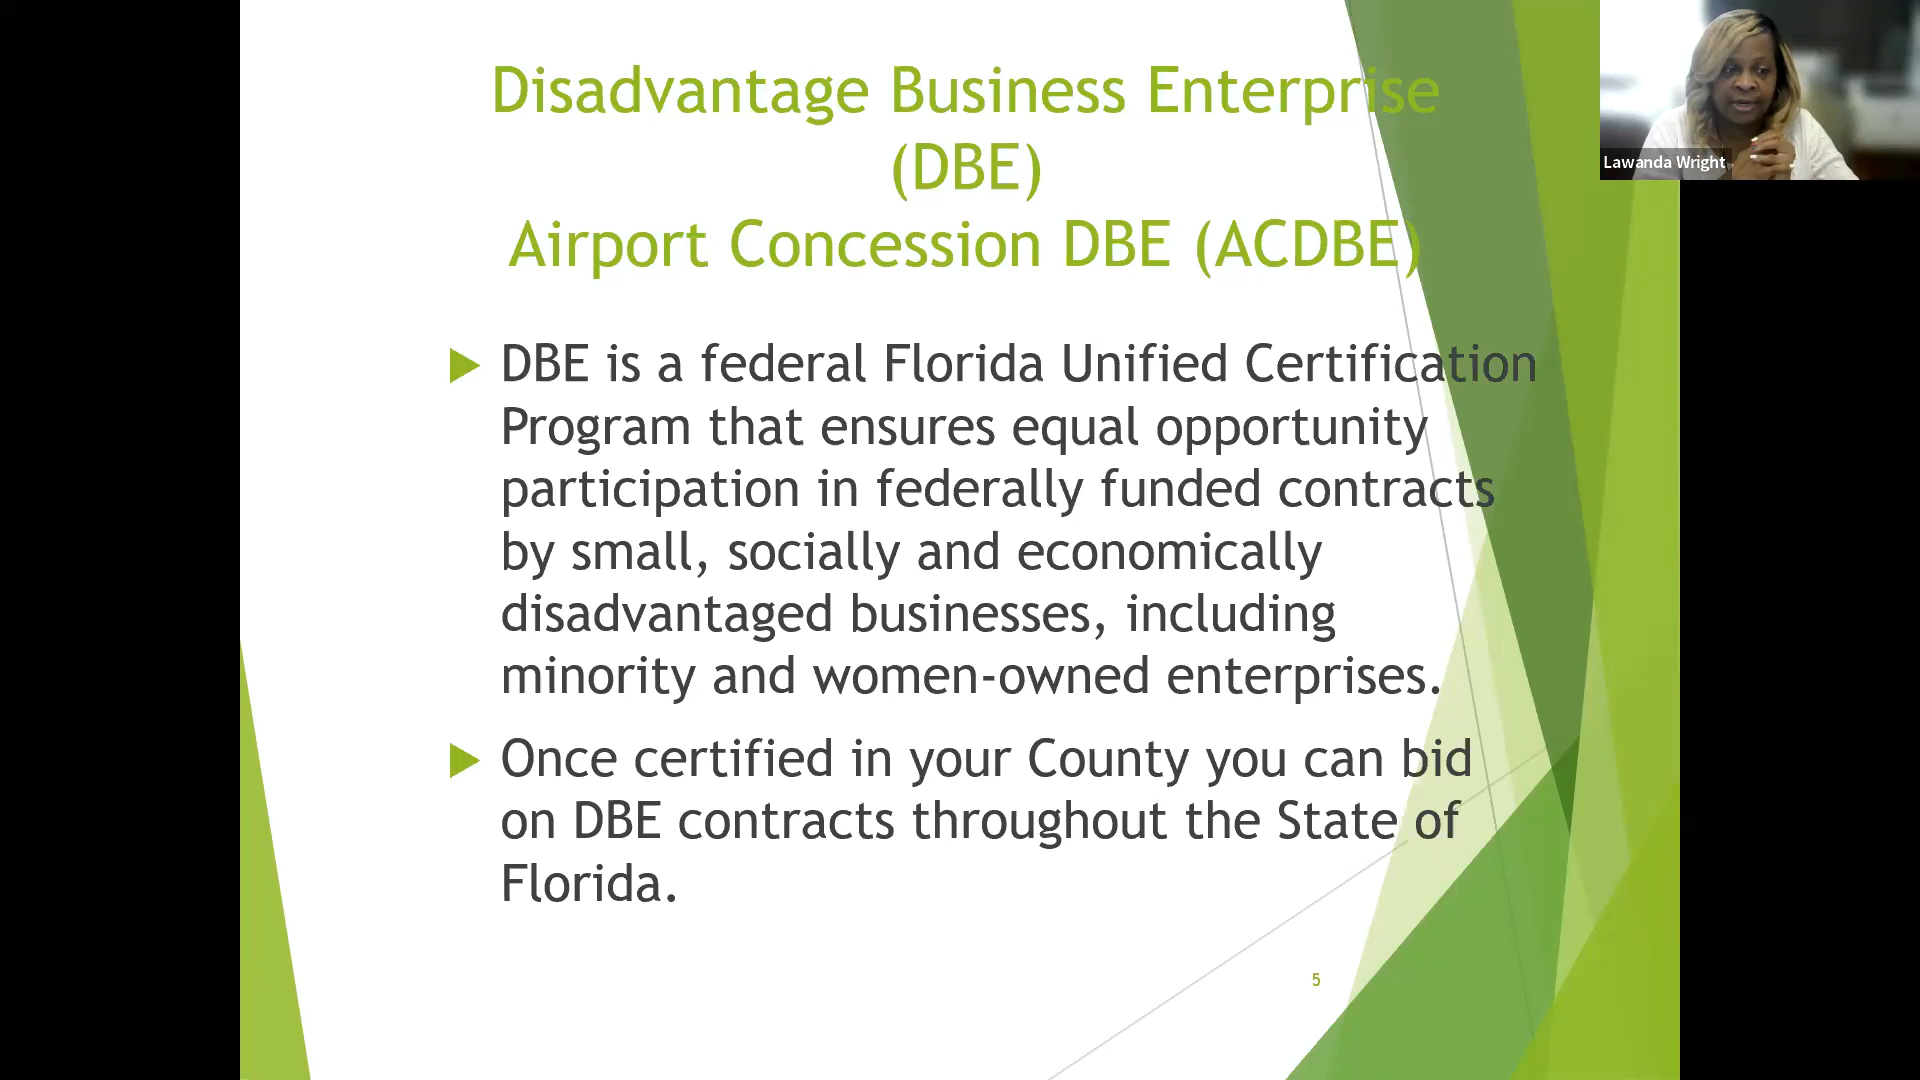 Disadvantage Business Enterprise
(DBE)
Airport Concession DBE (ACDBE)
Lawanda Wright
DBE is a federal Florida Unified Certification
Program that ensures equal opportunity
participation in federally funded contracts
by small, socially and economically
disadvantaged businesses, including
minority and women-owned enterprises.
Once certified in your County you can bid
on DBE contracts throughout the State of
Florida.
5